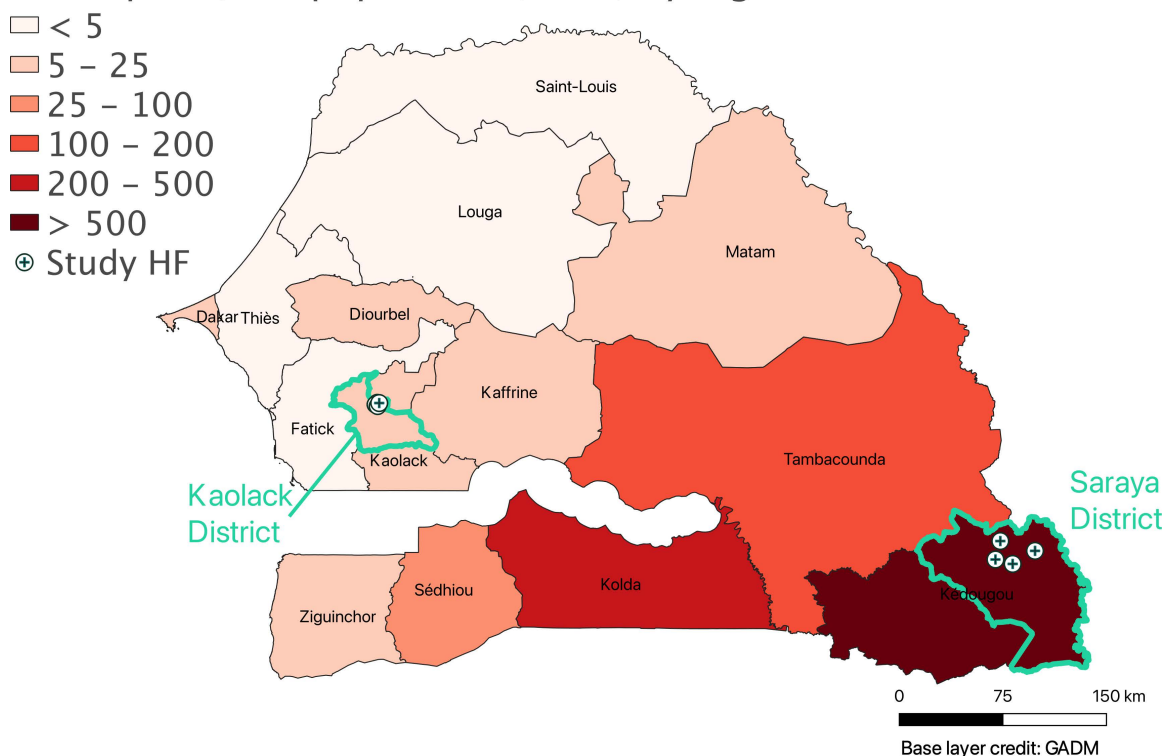 < 5
5 – 25
25 – 100
100 – 200
200 – 500
> 500
Study HF
Saint-Louis
Louga
Matam
Dakar
Thiès
Diourbel
Kaffrine
Fatick
Kaolack
Tambacounda
Kaolack
District
Saraya
District
Sédhiou
Kolda
Kédougou
Ziguinchor
0 75 150 km
Base layer credit: GADM